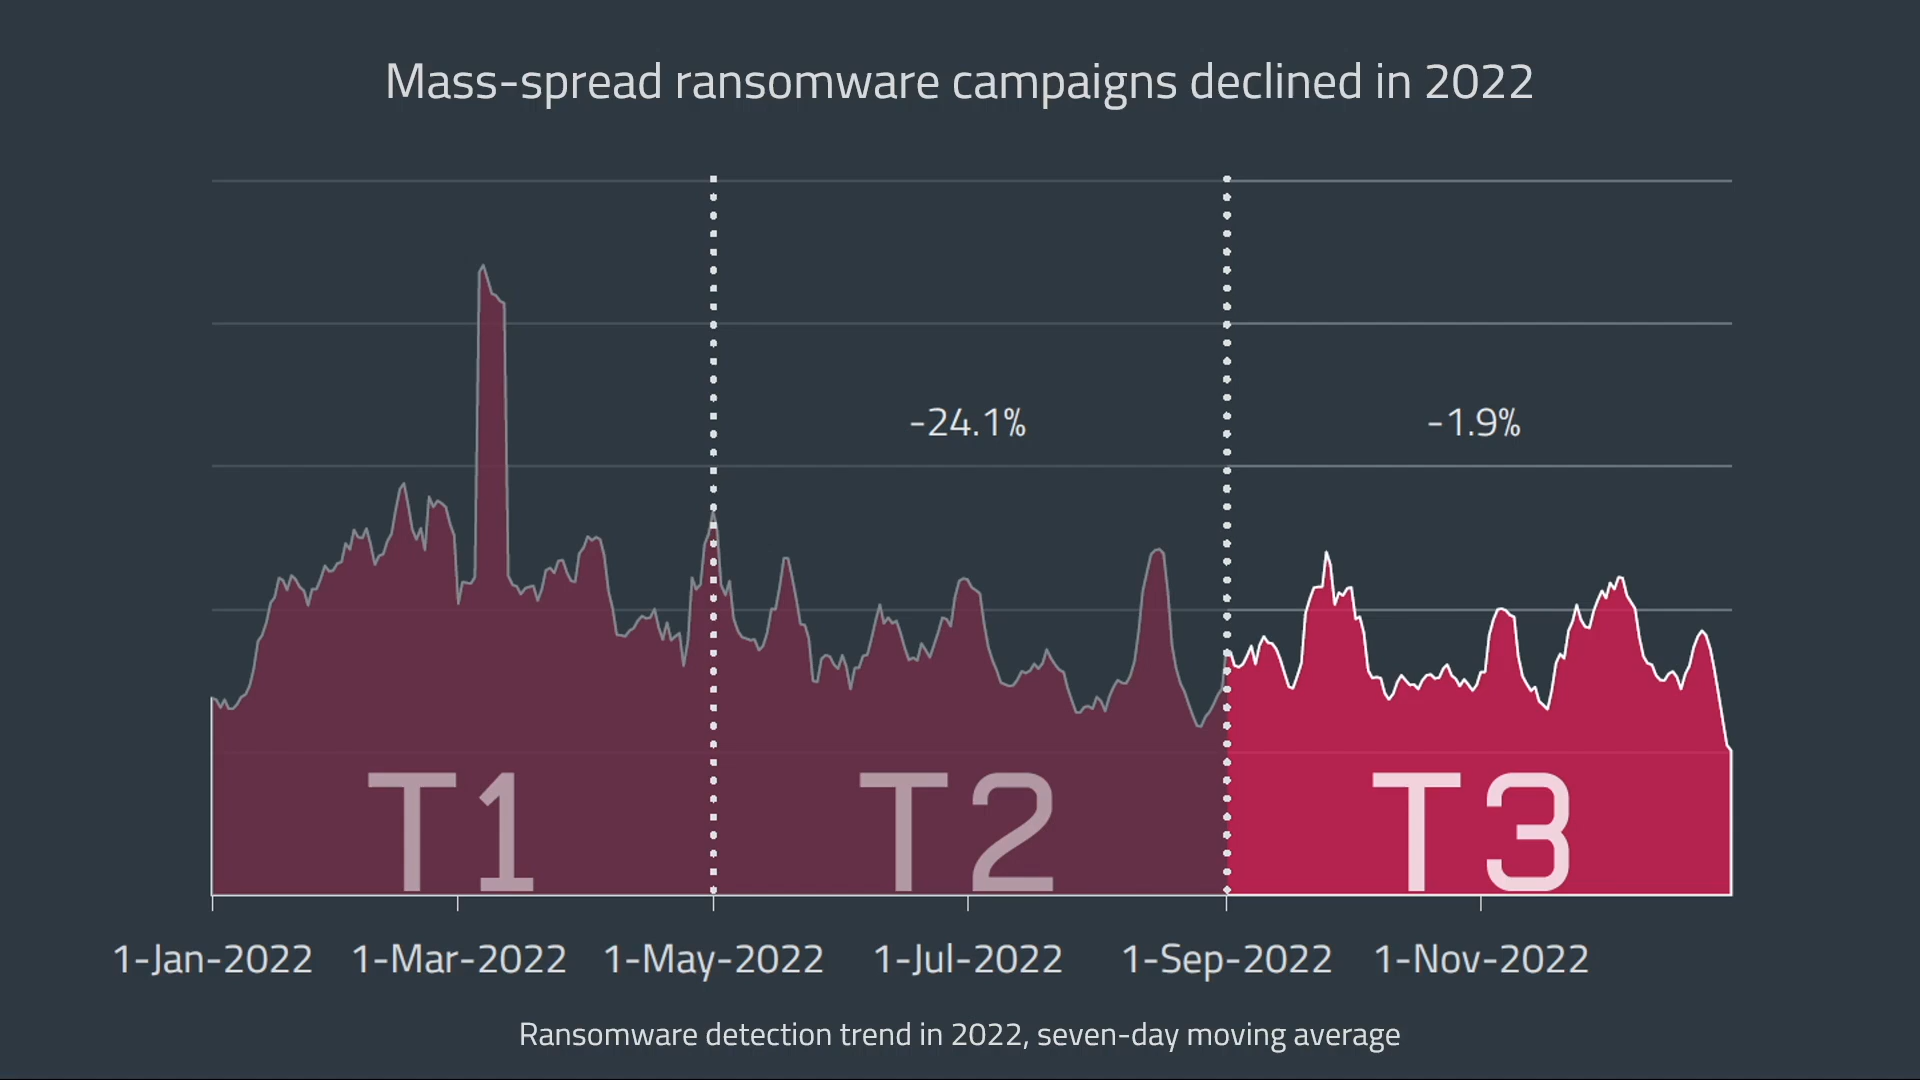 Mass-spread ransomware campaigns declined in 2022
-24.1%
-1.9%
T1
T2
T3
1-Jan-2022
1-Mar-2022
1-May-2022
1-Jul-2022
1-Sep-2022
1-Nov-2022
Ransomware detection trend in 2022, seven-day moving average